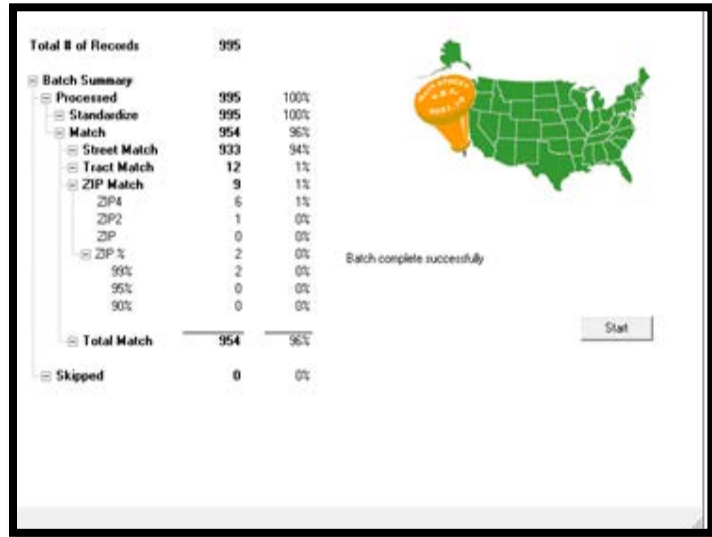 Total # of Records 995
Batch Summary
Processed 995 100%
Standardize 995 100%
Match 954 96%
Street Match 933 94%
Tract Match 12 1%
ZIP Match 9 1%
ZIP4 6 1%
ZIP2 1 0%
ZIP 0 0%
ZIP % 2 0%
99% 2 0%
95% 0 0%
90% 0 0%
Batch complete successfully
Start
Total Match 954 96%
Skipped 0 0%